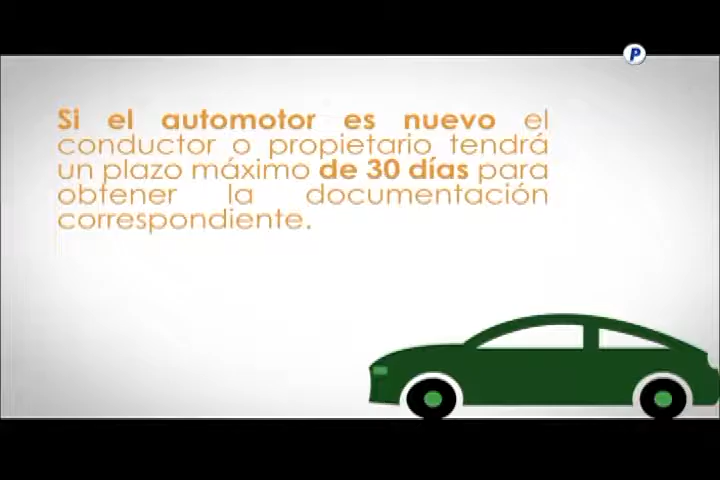 P
Si el automotor es nuevo el
conductor o propietario tendrá
un plazo máximo de 30 días para
obtener la documentación
correspondiente.